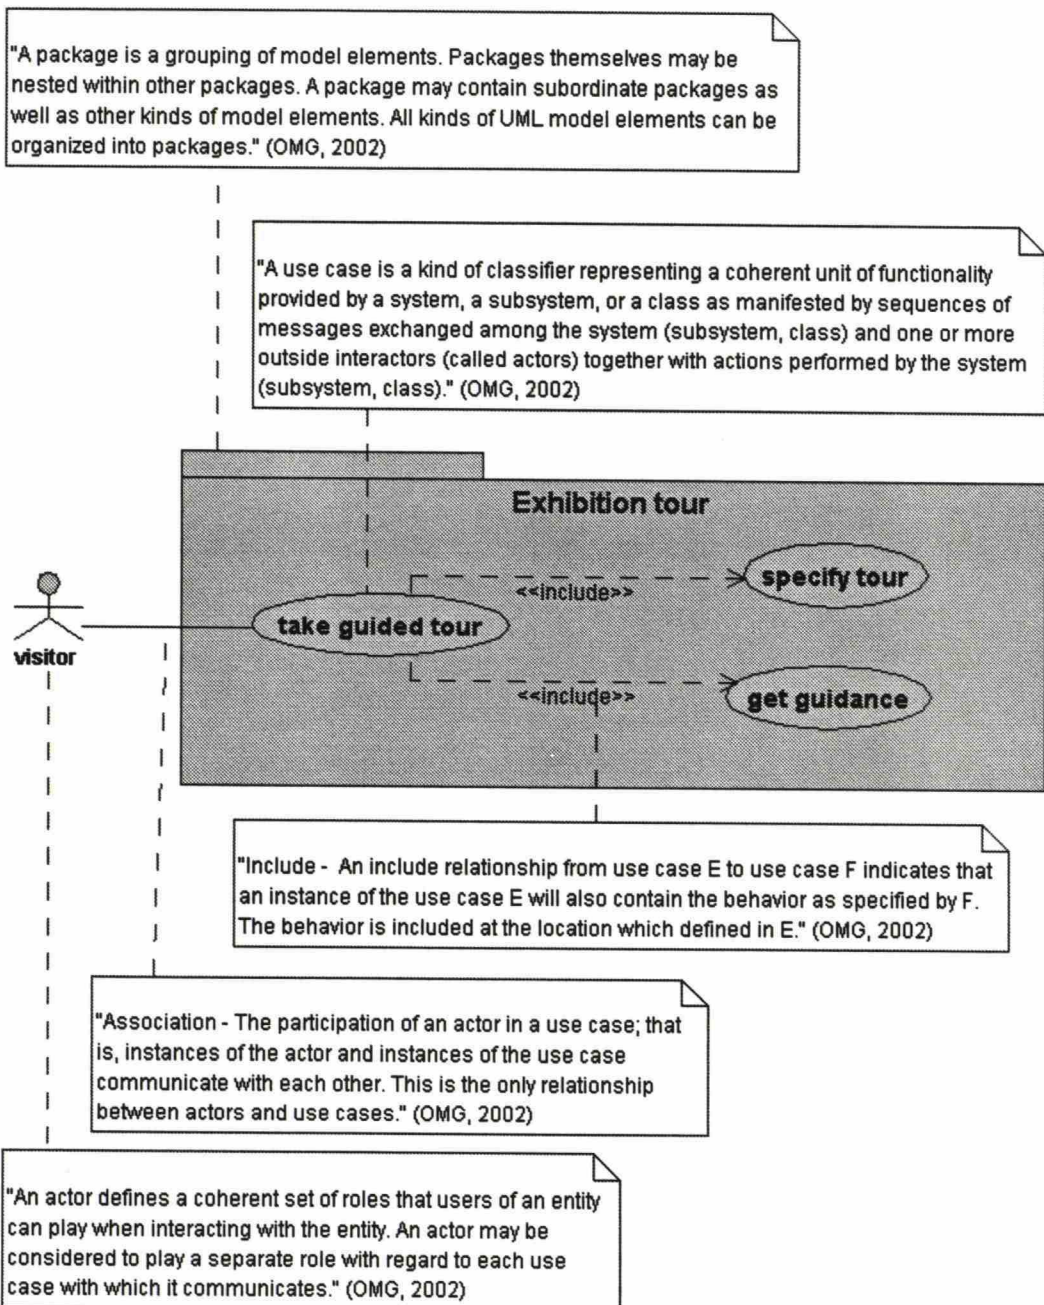 "A package is a grouping of model elements. Packages themselves may be
nested within other packages. A package may contain subordinate packages as
well as other kinds of model elements. All kinds of UML model elements can be
organized into packages." (OMG, 2002)
"A use case is a kind of classifier representing a coherent unit of functionality
provided by a system, a subsystem, or a class as manifested by sequences of
messages exchanged among the system (subsystem, class) and one or more
outside interactors (called actors) together with actions performed by the system
(subsystem, class)." (OMG, 2002)
Exhibition tour
specify tour
<<include>>
take guided tour
visitor
<<include>>
get guidance
"Include - An include relationship from use case E to use case F indicates that
an instance of the use case E will also contain the behavior as specified by F.
The behavior is included at the location which defined in E." (OMG, 2002)
"Association - The participation of an actor in a use case; that
is, instances of the actor and instances of the use case
communicate with each other. This is the only relationship
between actors and use cases." (OMG, 2002)
"An actor defines a coherent set of roles that users of an entity
can play when interacting with the entity. An actor may be
considered to play a separate role with regard to each use
case with which it communicates." (OMG, 2002)